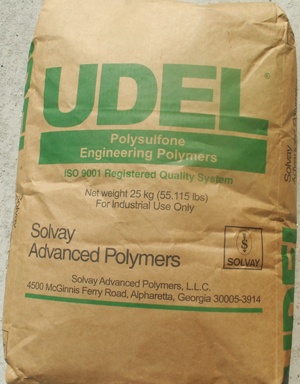 UDEL
Polysulfone
Engineering Polymers
ISO 9001 Registered Quality System
Net weight 25 kg (55.115 lbs)
For Industrial Use Only
Solvay
Advanced Polymers
SOLVAY
Solvay Advanced Polymers, L.L.C.
4500 McGinnis Ferry Road, Alpharetta, Georgia 30005-3914